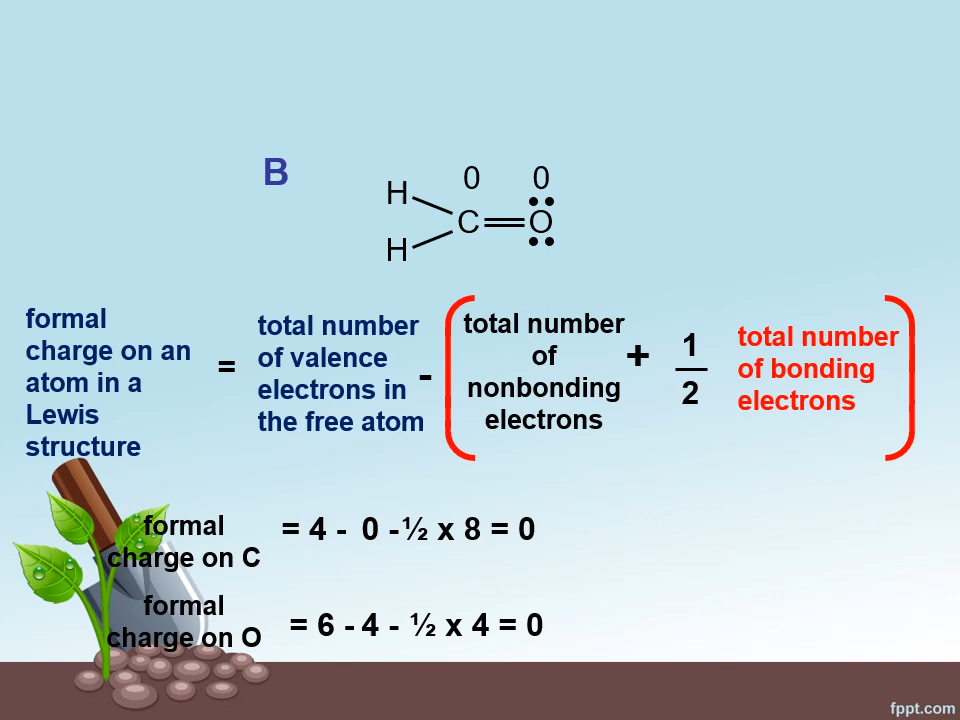 B
0 0
H
C O
H
formal
charge on an
atom in a
Lewis
structure
=
total number
of valence
electrons in
the free atom
-
total number
of
nonbonding
electrons
+
1
2
total number
of bonding
electrons
formal
charge on C
= 4 - 0 -½ x 8 = 0
formal
charge on O
= 6 - 4 - ½ x 4 = 0
fppt.com